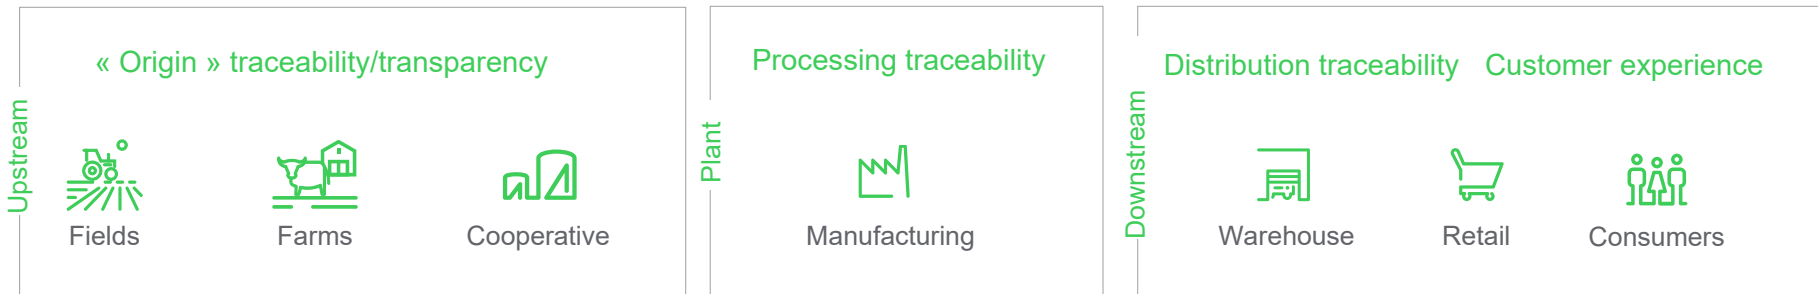 Upstream
« Origin » traceability/transparency
Fields
Farms
Cooperative
Plant
Processing traceability
Manufacturing
Downstream
Distribution traceability
Customer experience
Warehouse
Retail
Consumers